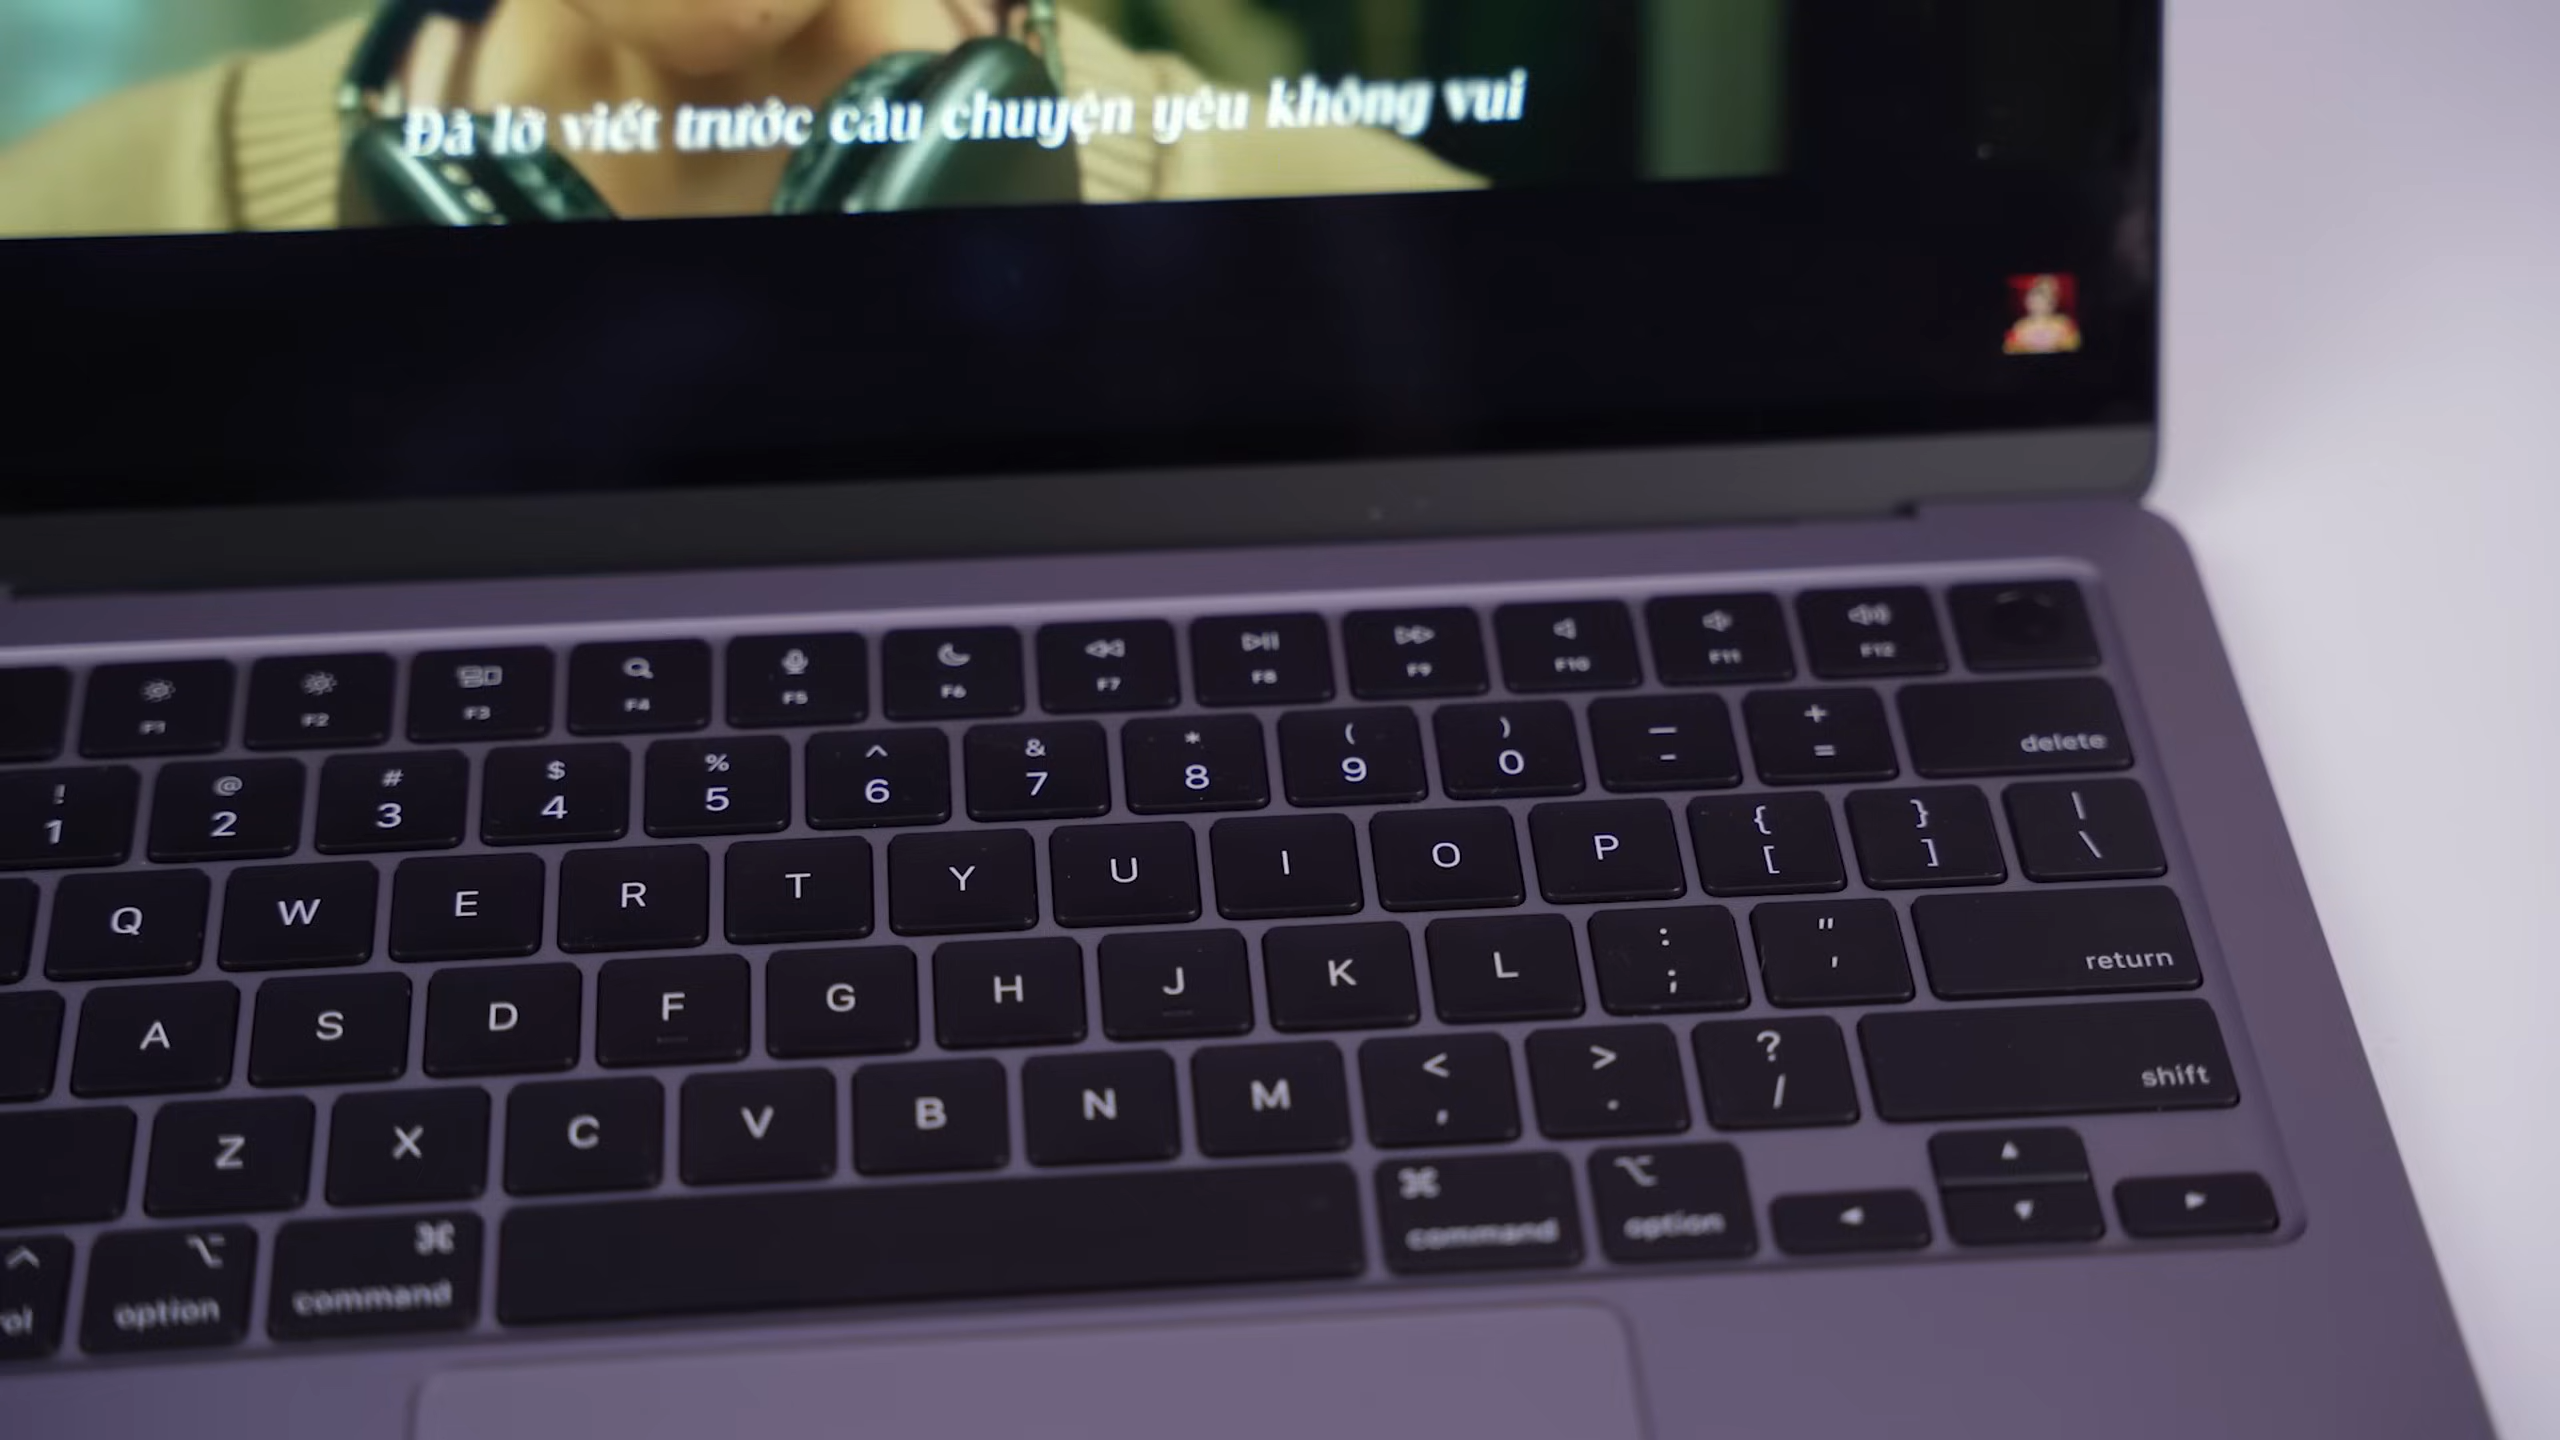 Đã lỡ viết trước câu chuyện yêu không vui
F1 F2 F3 F4 F5 F6 F7 F8 F9 F10 F11 F12
! @ # $ % ^ & * ( ) — +
1 2 3 4 5 6 7 8 9 0 - = delete
Q W E R T Y U I O P { [ } ] | \
A S D F G H J K L : ; " ' return
Z X C V B N M < , > . ? / shift
option command command option